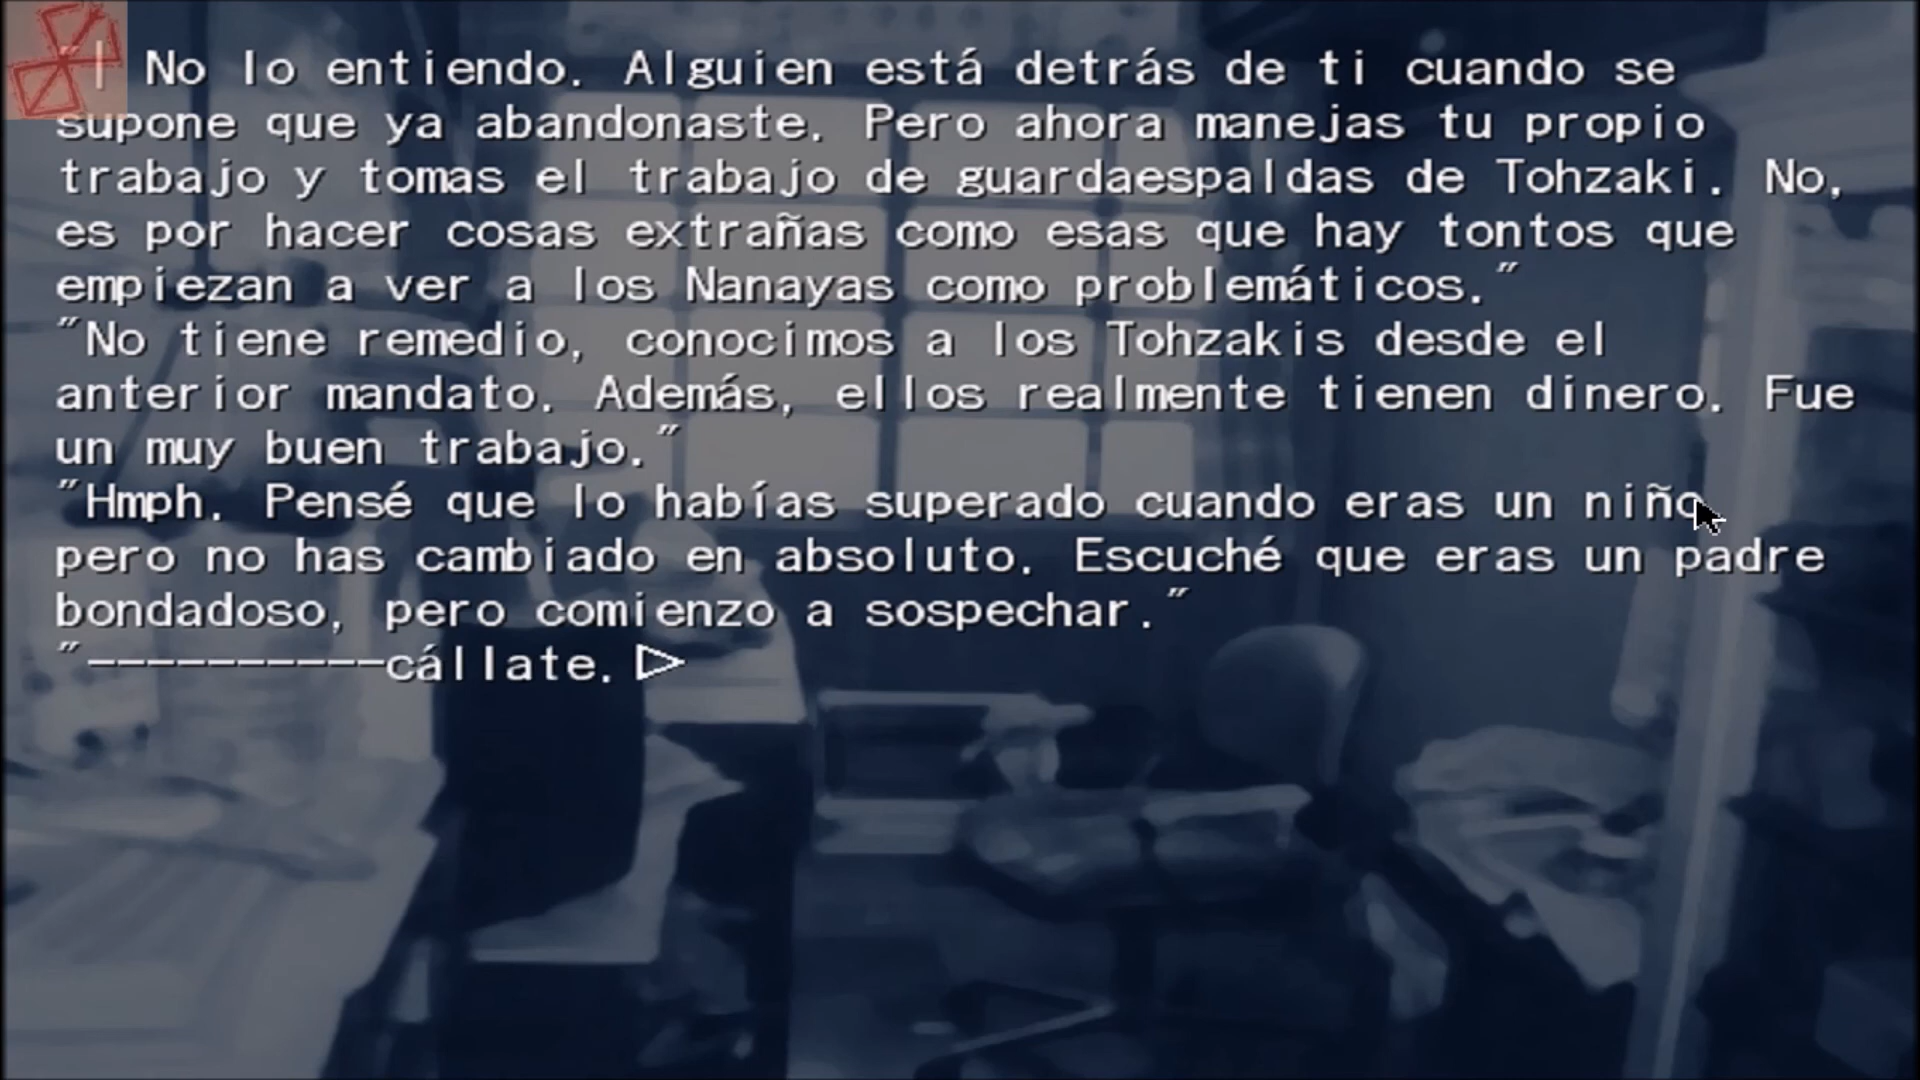 "| No lo entiendo. Alguien está detrás de ti cuando se
supone que ya abandonaste. Pero ahora manejas tu propio
trabajo y tomas el trabajo de guardaespaldas de Tohzaki. No,
es por hacer cosas extrañas como esas que hay tontos que
empiezan a ver a los Nanayas como problemáticos."
"No tiene remedio, conocimos a los Tohzakis desde el
anterior mandato. Además, ellos realmente tienen dinero. Fue
un muy buen trabajo."
"Hmph. Pensé que lo habías superado cuando eras un niño
pero no has cambiado en absoluto. Escuché que eras un padre
bondadoso, pero comienzo a sospechar."
"----------cállate.